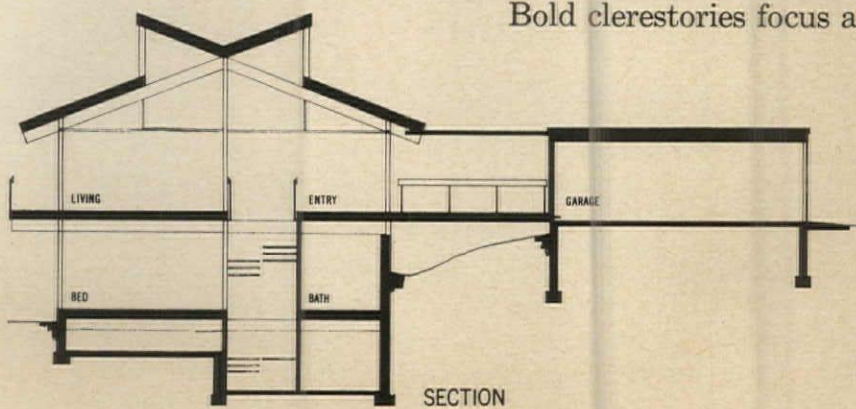 Bold clerestories focus a
LIVING
ENTRY
GARAGE
BED
BATH
SECTION